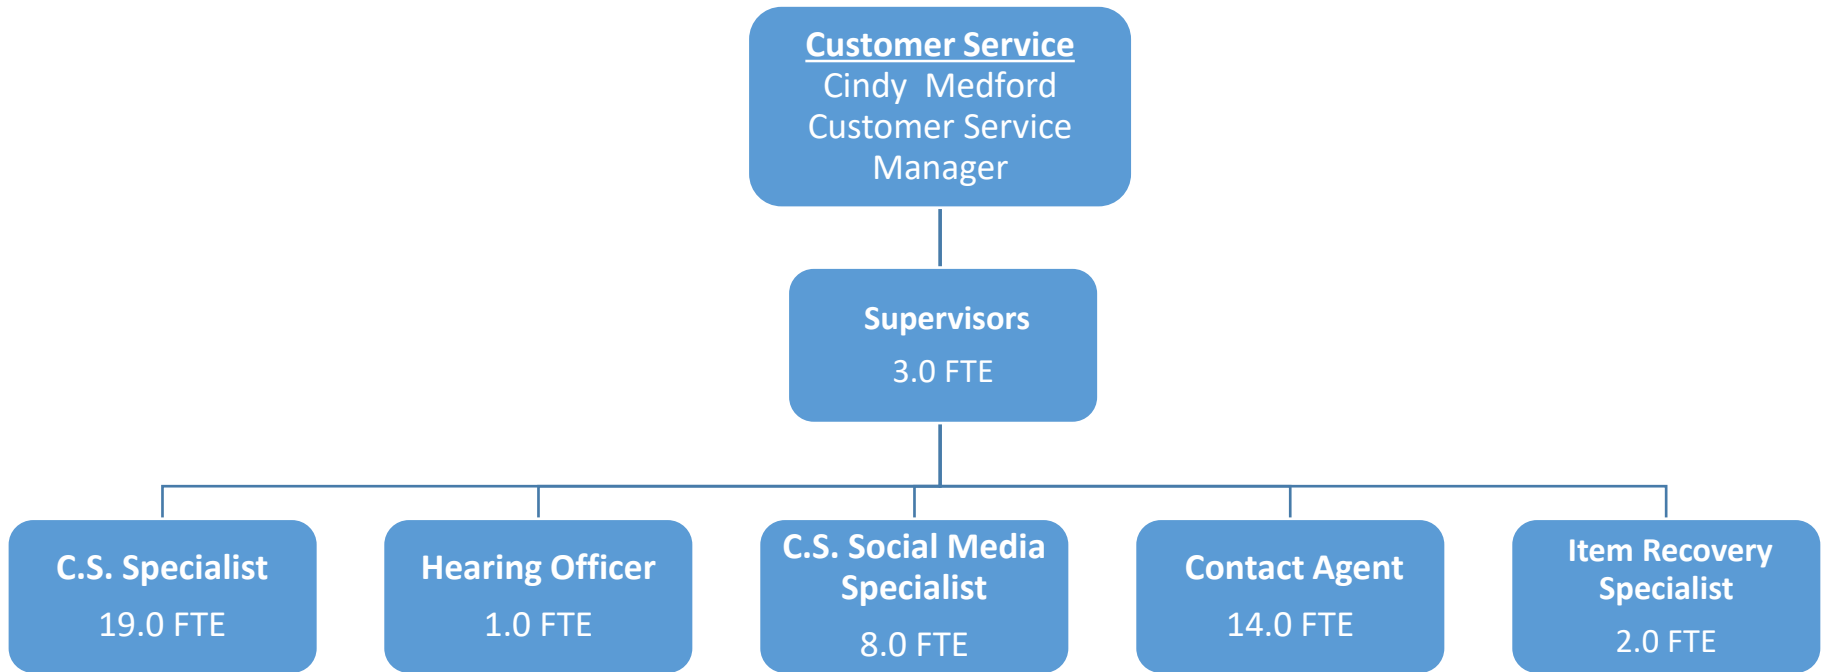 Customer Service
Cindy  Medford
Customer Service
Manager
Supervisors
3.0 FTE
C.S. Specialist
19.0 FTE
Hearing Officer
1.0 FTE
C.S. Social Media
Specialist
8.0 FTE
Contact Agent
14.0 FTE
Item Recovery
Specialist
2.0 FTE